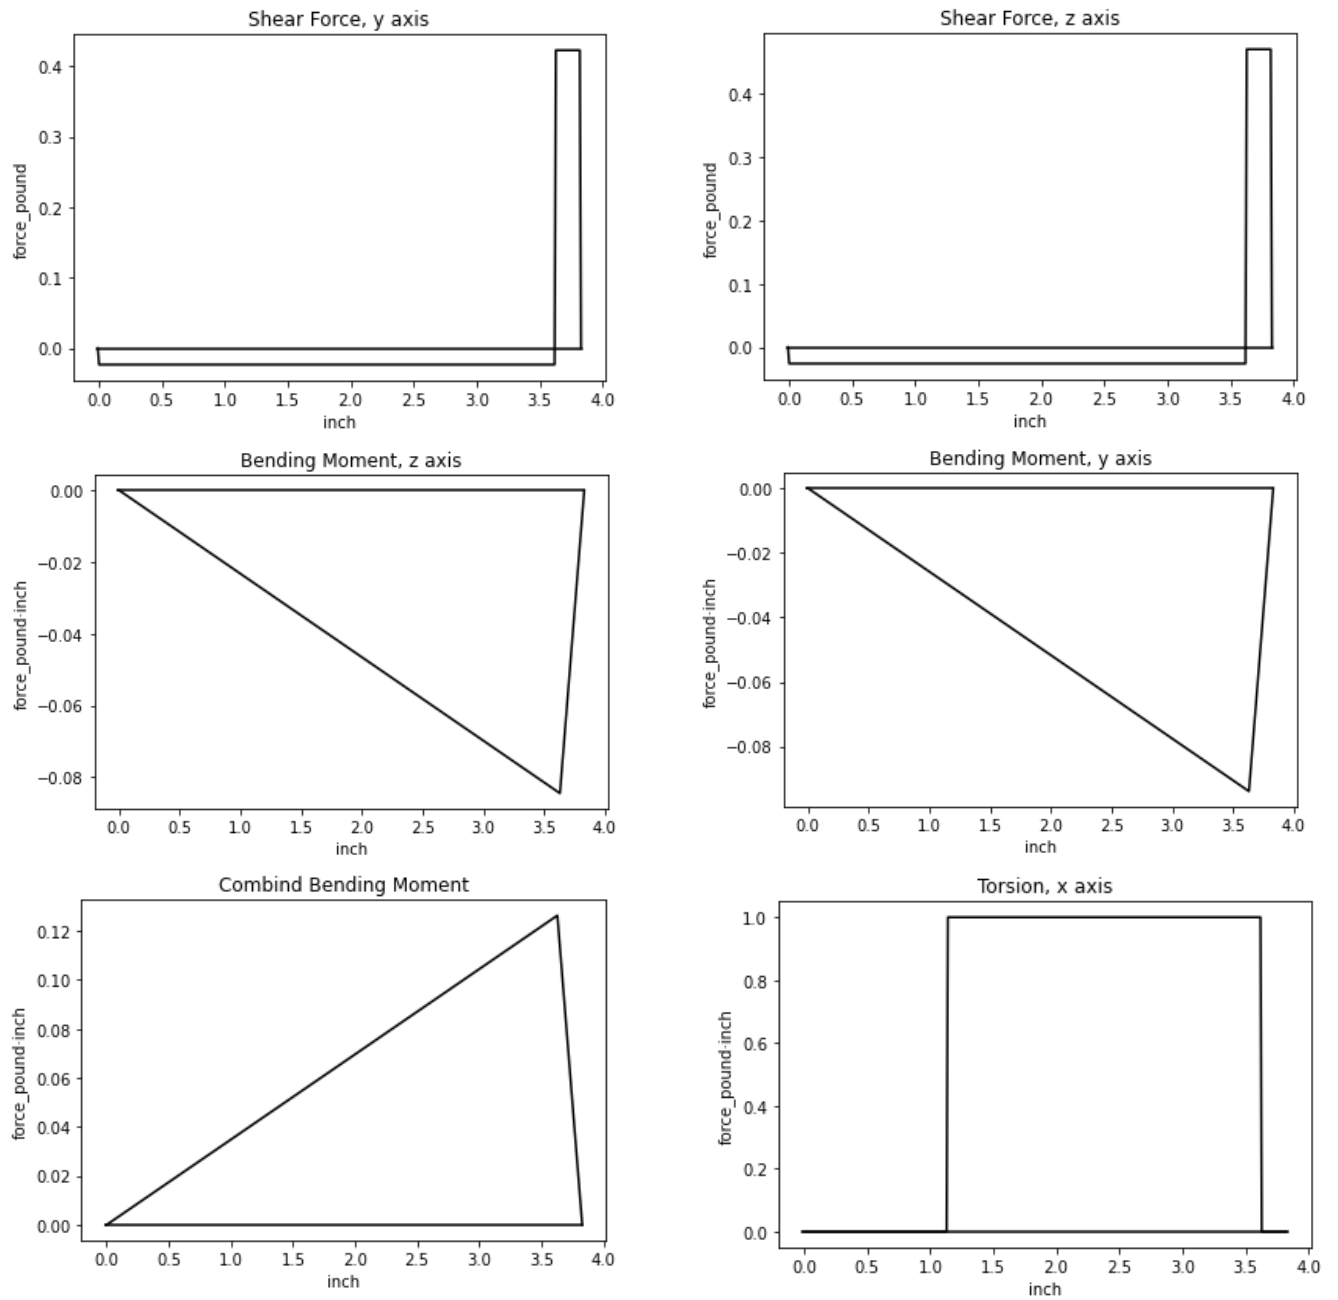 Shear Force, y axis
force_pound
0.4
0.3
0.2
0.1
0.0
0.0 0.5 1.0 1.5 2.0 2.5 3.0 3.5 4.0
inch
Shear Force, z axis
force_pound
0.4
0.3
0.2
0.1
0.0
0.0 0.5 1.0 1.5 2.0 2.5 3.0 3.5 4.0
inch
Bending Moment, z axis
force_pound·inch
0.00
−0.02
−0.04
−0.06
−0.08
0.0 0.5 1.0 1.5 2.0 2.5 3.0 3.5 4.0
inch
Bending Moment, y axis
force_pound·inch
0.00
−0.02
−0.04
−0.06
−0.08
0.0 0.5 1.0 1.5 2.0 2.5 3.0 3.5 4.0
inch
Combind Bending Moment
force_pound·inch
0.12
0.10
0.08
0.06
0.04
0.02
0.00
0.0 0.5 1.0 1.5 2.0 2.5 3.0 3.5 4.0
inch
Torsion, x axis
force_pound·inch
1.0
0.8
0.6
0.4
0.2
0.0
0.0 0.5 1.0 1.5 2.0 2.5 3.0 3.5 4.0
inch